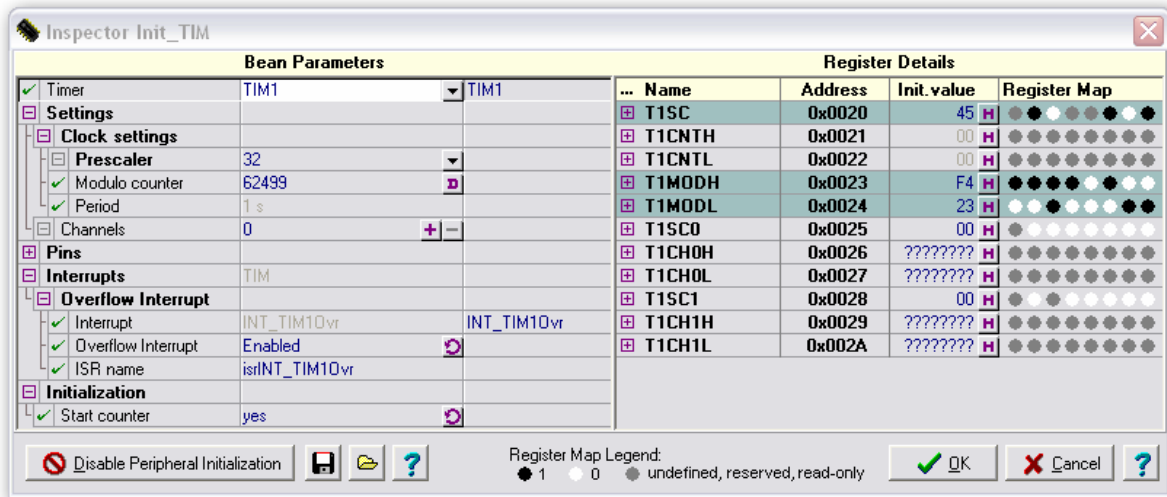 Inspector Init_TIM
Bean Parameters
Register Details
Timer TIM1 TIM1
Settings
Clock settings
Prescaler 32
Modulo counter 62499 D
Period 1 s
Channels 0 + -
Pins
Interrupts TIM
Overflow Interrupt
Interrupt INT_TIM1Ovr INT_TIM1Ovr
Overflow Interrupt Enabled
ISR name isrINT_TIM1Ovr
Initialization
Start counter yes
... Name Address Init. value Register Map
T1SC 0x0020 45 H
T1CNTH 0x0021 00 H
T1CNTL 0x0022 00 H
T1MODH 0x0023 F4 H
T1MODL 0x0024 23 H
T1SC0 0x0025 00 H
T1CH0H 0x0026 ???????? H
T1CH0L 0x0027 ???????? H
T1SC1 0x0028 00 H
T1CH1H 0x0029 ???????? H
T1CH1L 0x002A ???????? H
Disable Peripheral Initialization ?
Register Map Legend:
1 0 undefined, reserved, read-only
OK Cancel ?